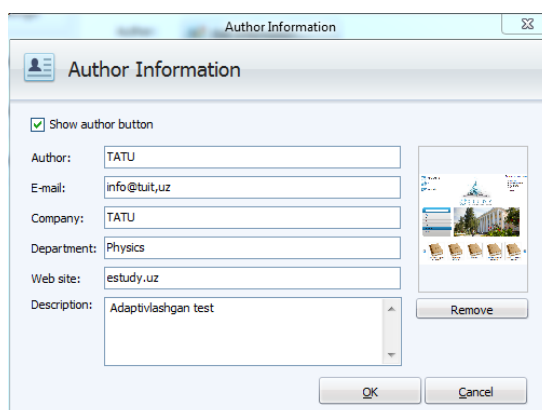 Author Information
Author Information
Show author button
Author: TATU
E-mail: info@tuit,uz
Company: TATU
Department: Physics
Web site: estudy.uz
Description: Adaptivlashgan test
Remove
OK
Cancel